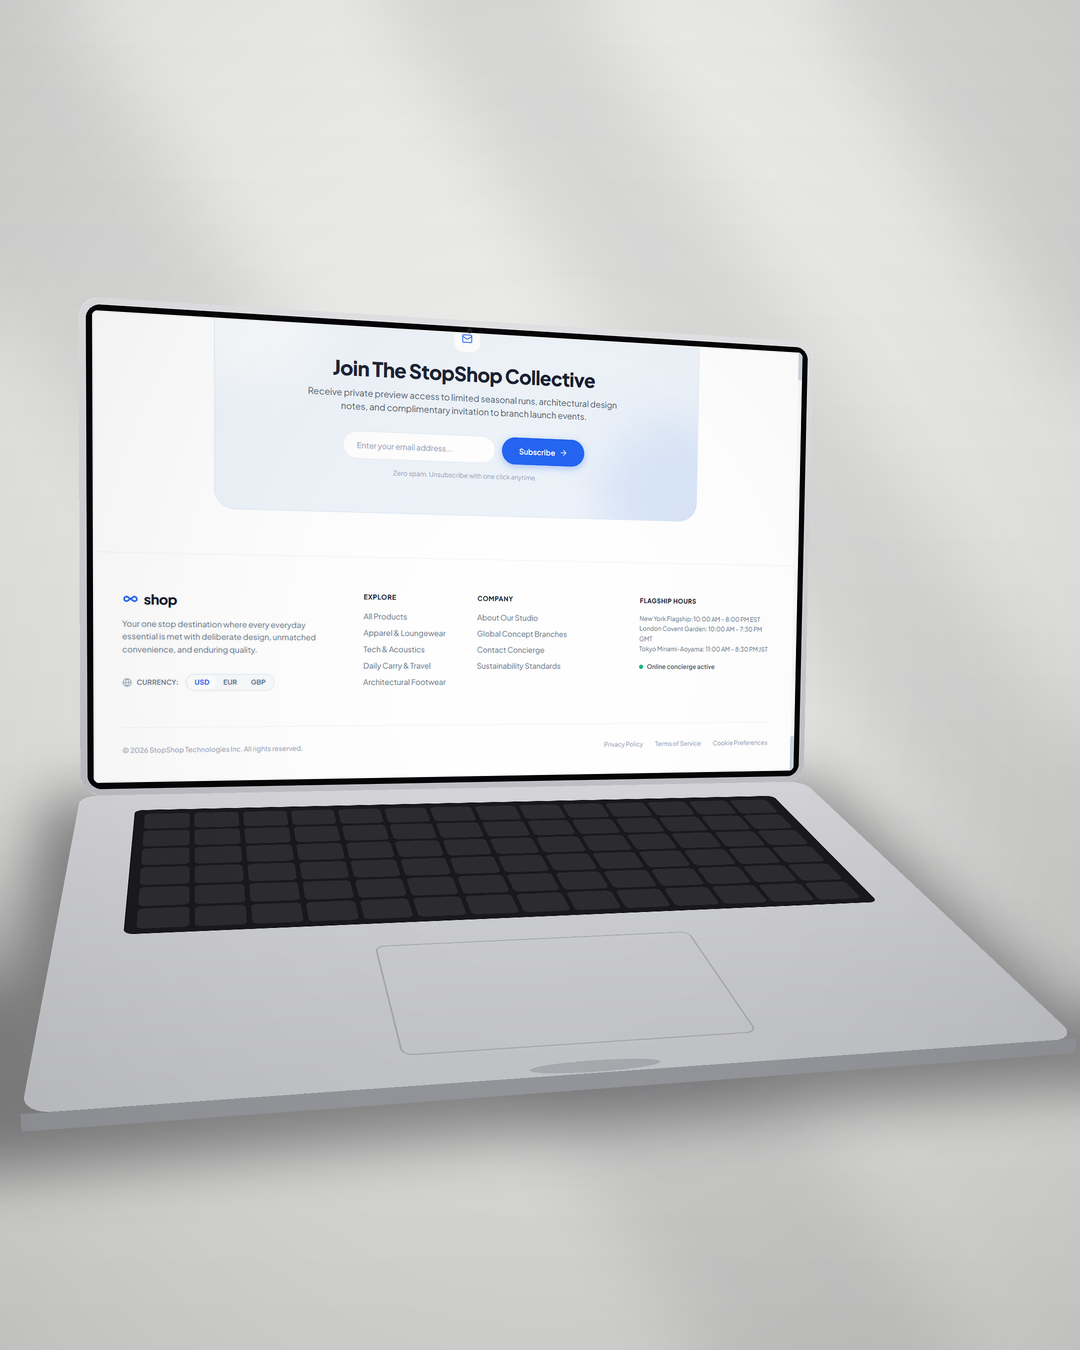 Join The StopShop Collective
Receive private preview access to limited seasonal runs, architectural design
notes, and complimentary invitation to branch launch events.
Enter your email address...
Subscribe →
Zero spam. Unsubscribe with one click anytime.
shop
Your one stop destination where every everyday
essential is met with deliberate design, unmatched
convenience, and enduring quality.
CURRENCY: USD EUR GBP
EXPLORE
All Products
Apparel & Loungewear
Tech & Acoustics
Daily Carry & Travel
Architectural Footwear
COMPANY
About Our Studio
Global Concept Branches
Contact Concierge
Sustainability Standards
FLAGSHIP HOURS
New York Flagship: 10:00 AM – 8:00 PM EST
London Covent Garden: 10:00 AM – 7:30 PM
GMT
Tokyo Minami-Aoyama: 11:00 AM – 8:30 PM JST
Online concierge active
© 2026 StopShop Technologies Inc. All rights reserved.
Privacy Policy Terms of Service Cookie Preferences